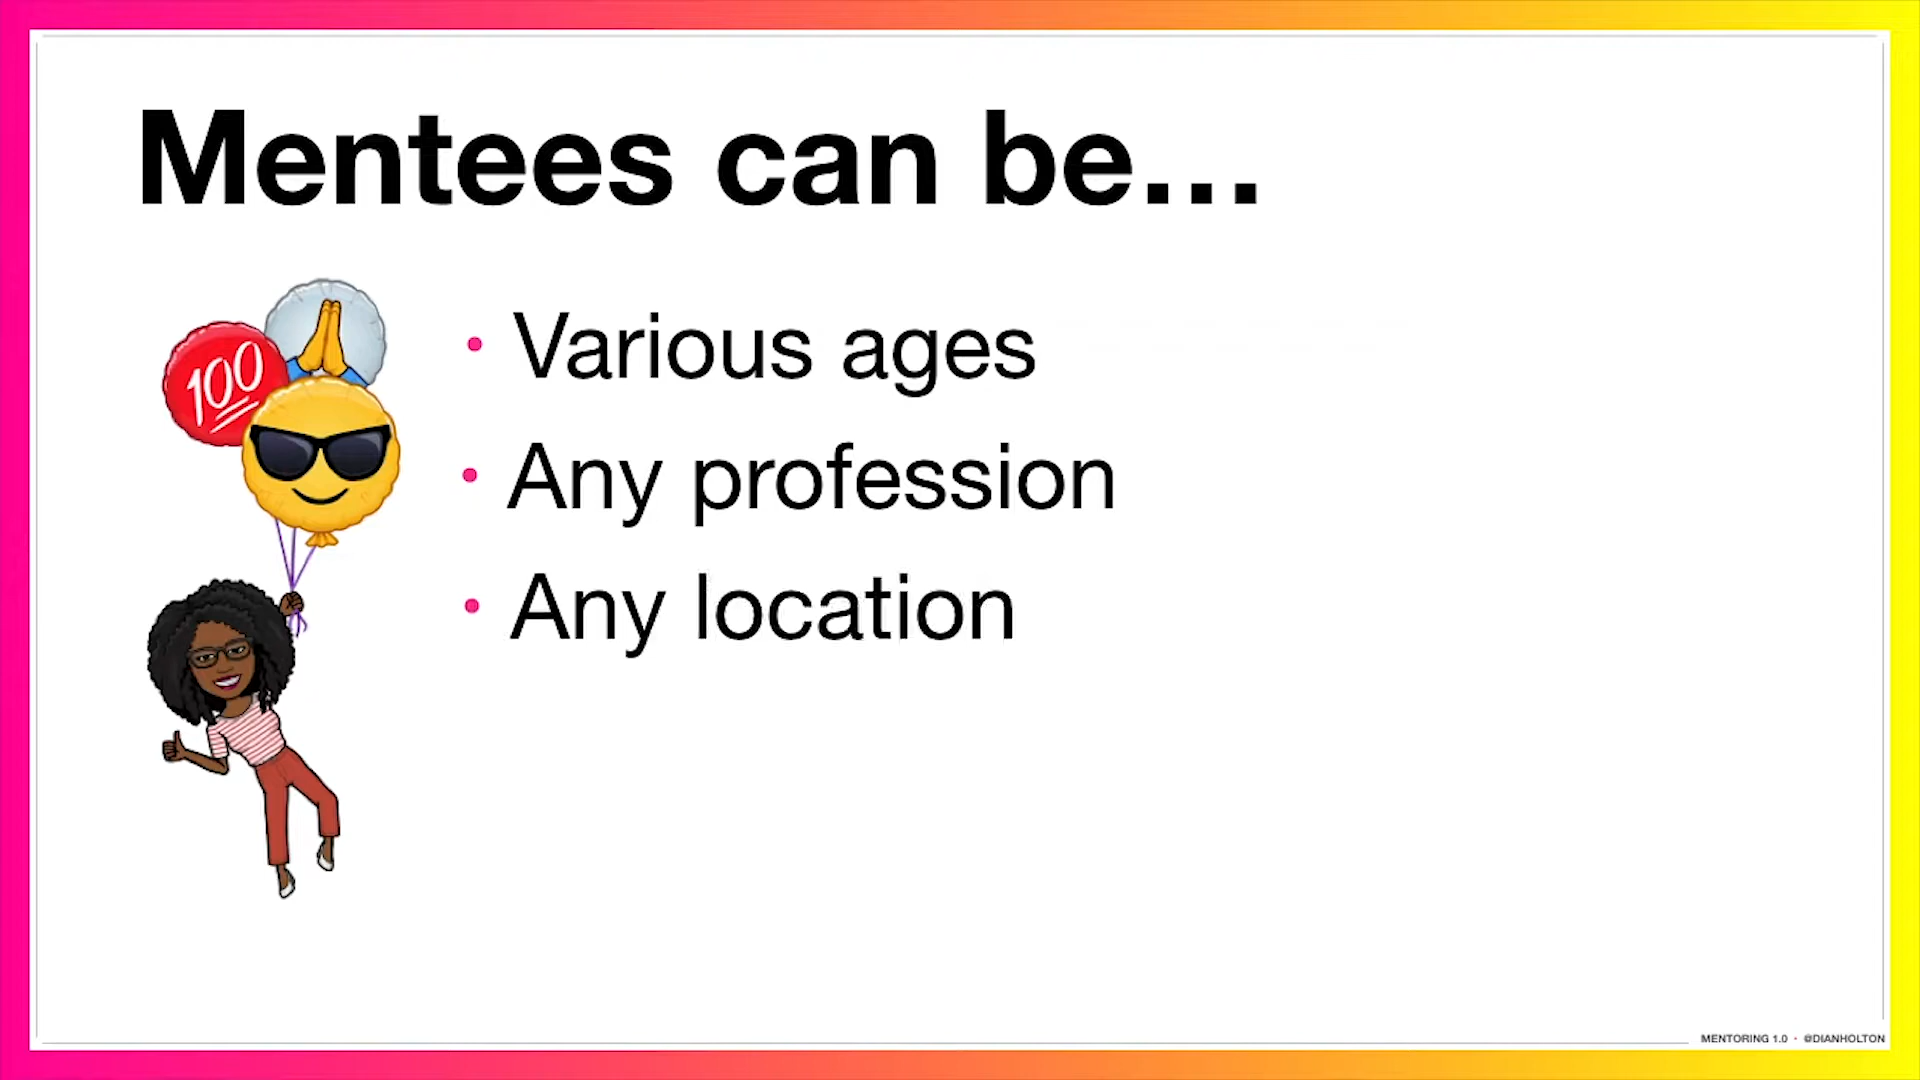 Mentees can be...
100
• Various ages
• Any profession
• Any location
MENTORING 1.0 • @DIANHOLTON